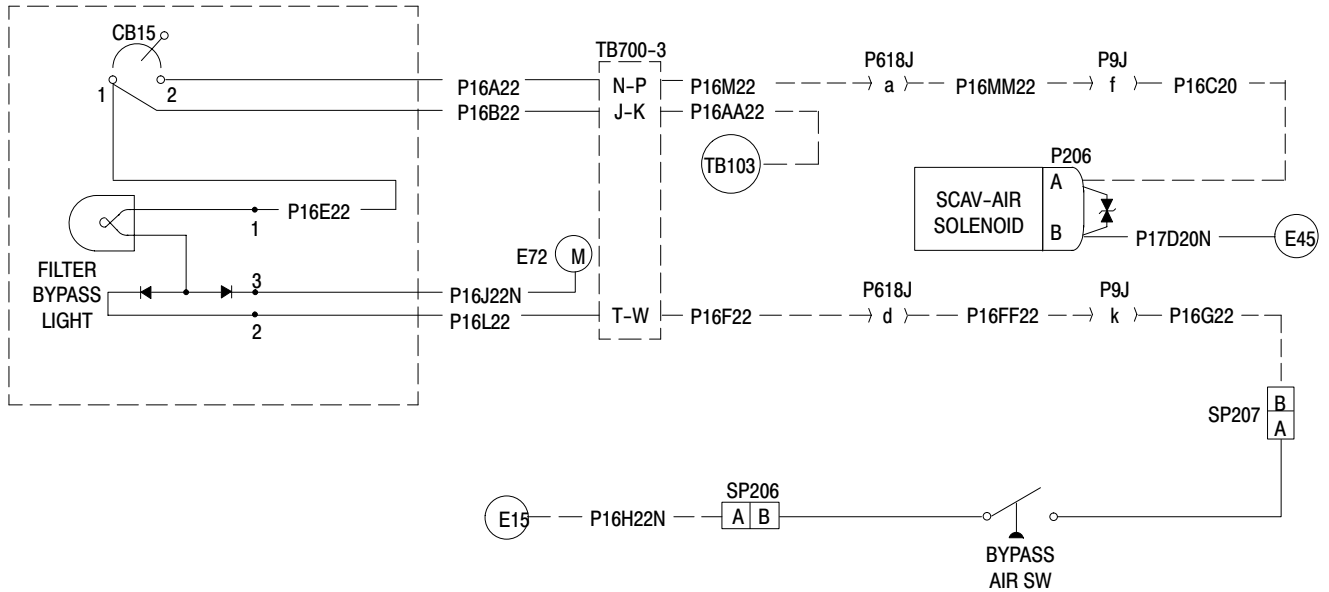 CB15
1
2
P16A22
P16B22
TB700-3
N-P
J-K
P16M22
P16AA22
P618J
a
P16MM22
P9J
f
P16C20
TB103
P206
A
B
SCAV-AIR
SOLENOID
P17D20N
E45
P16E22
1
FILTER
BYPASS
LIGHT
3
2
E72
M
P16J22N
P16L22
T-W
P16F22
P618J
d
P16FF22
P9J
k
P16G22
SP207
B
A
E15
P16H22N
SP206
A B
BYPASS
AIR SW